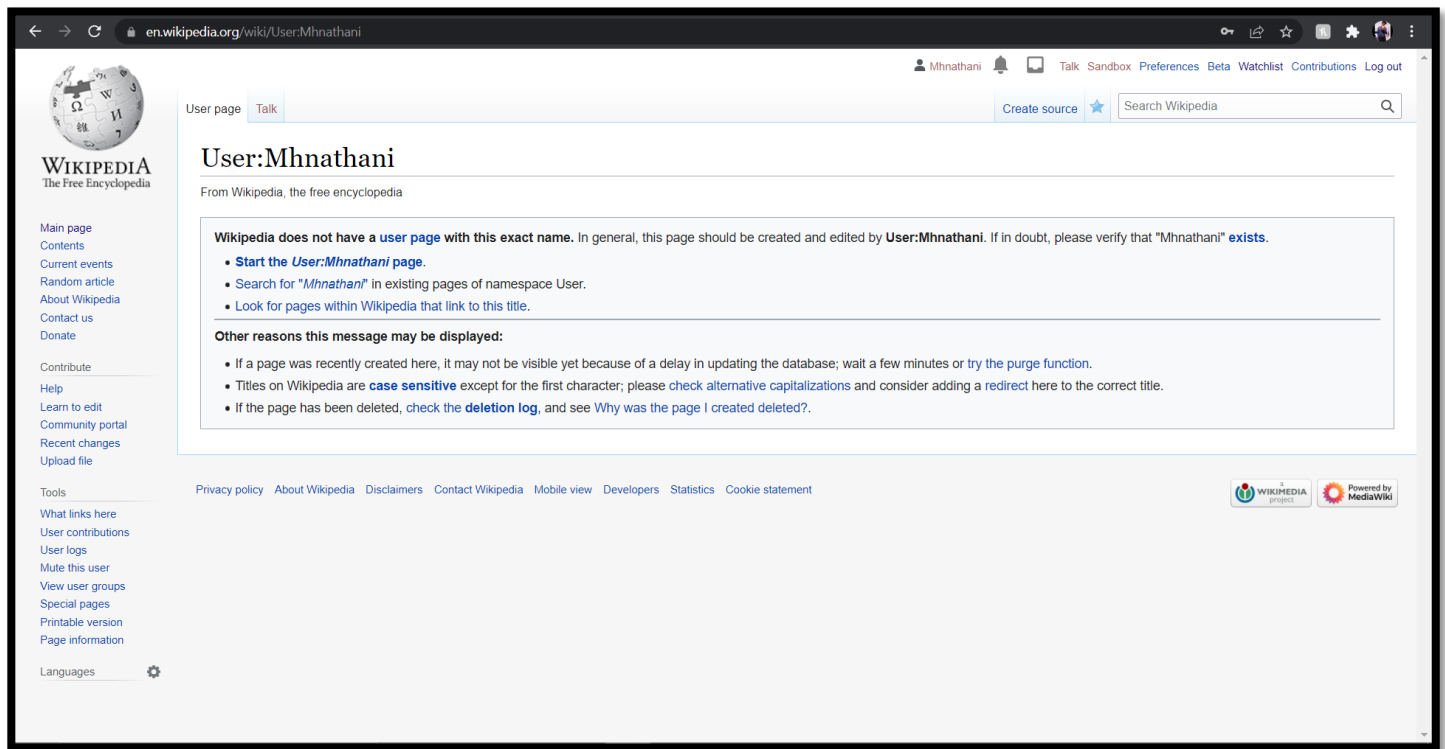 en.wikipedia.org/wiki/User:Mhnathani
Mhnathani Talk Sandbox Preferences Beta Watchlist Contributions Log out
User page Talk Create source Search Wikipedia
WIKIPEDIA
The Free Encyclopedia
User:Mhnathani
From Wikipedia, the free encyclopedia
Wikipedia does not have a user page with this exact name. In general, this page should be created and edited by User:Mhnathani. If in doubt, please verify that "Mhnathani" exists.
• Start the User:Mhnathani page.
• Search for "Mhnathani" in existing pages of namespace User.
• Look for pages within Wikipedia that link to this title.
Other reasons this message may be displayed:
• If a page was recently created here, it may not be visible yet because of a delay in updating the database; wait a few minutes or try the purge function.
• Titles on Wikipedia are case sensitive except for the first character; please check alternative capitalizations and consider adding a redirect here to the correct title.
• If the page has been deleted, check the deletion log, and see Why was the page I created deleted?.
Main page
Contents
Current events
Random article
About Wikipedia
Contact us
Donate
Contribute
Help
Learn to edit
Community portal
Recent changes
Upload file
Tools
What links here
User contributions
User logs
Mute this user
View user groups
Special pages
Printable version
Page information
Languages
Privacy policy About Wikipedia Disclaimers Contact Wikipedia Mobile view Developers Statistics Cookie statement
a
WIKIMEDIA
project
Powered by
MediaWiki